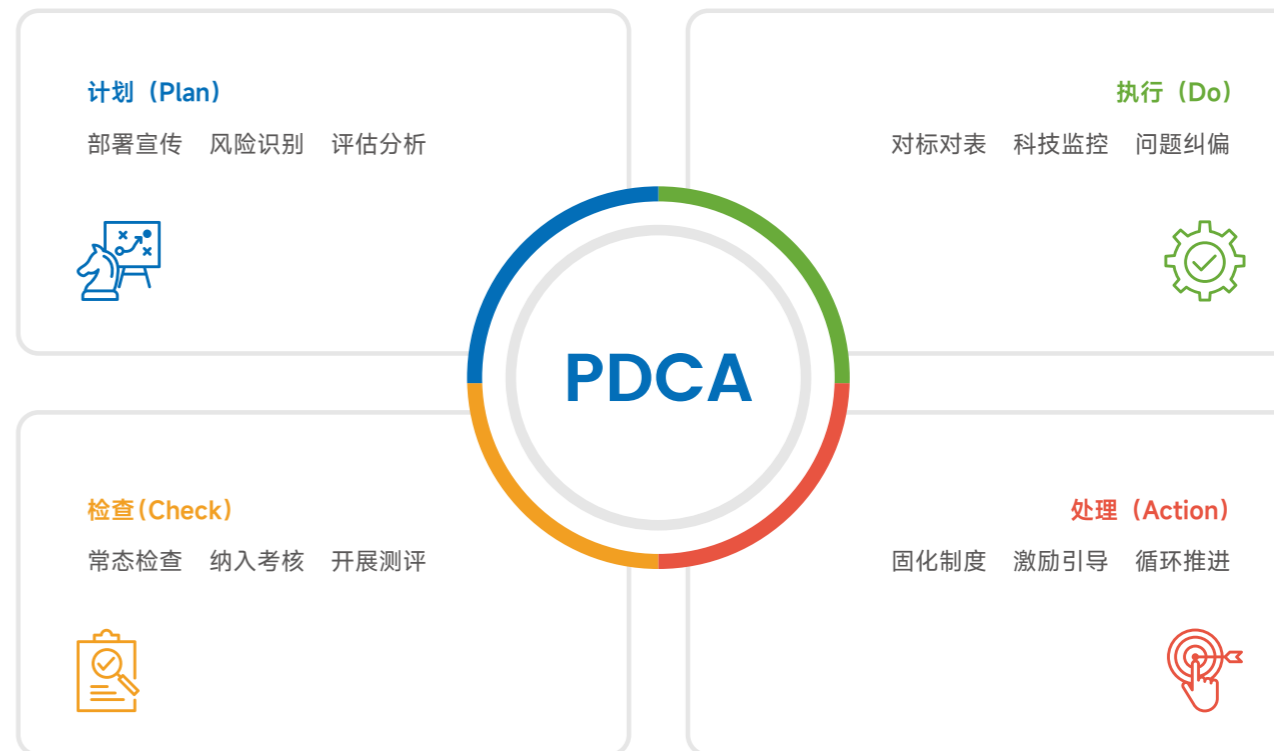 计划（Plan）
部署宣传 风险识别 评估分析
执行（Do）
对标对表 科技监控 问题纠偏
PDCA
检查（Check）
常态检查 纳入考核 开展测评
处理（Action）
固化制度 激励引导 循环推进